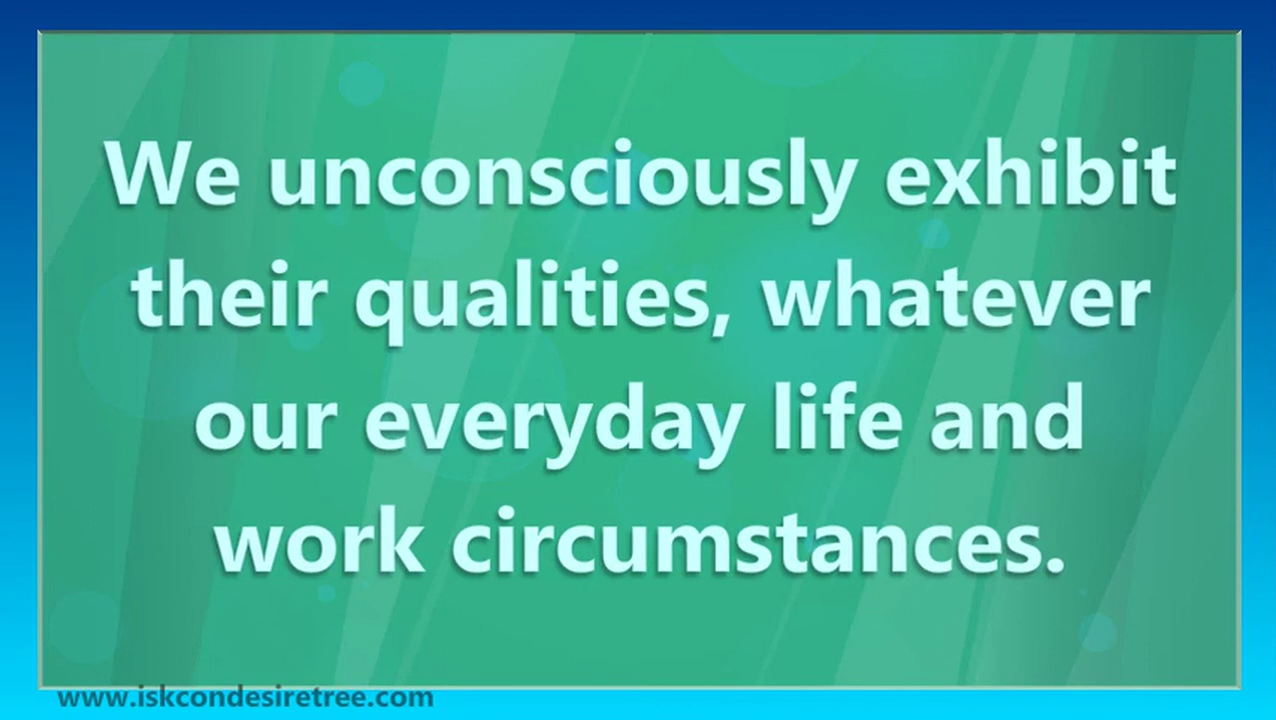 We unconsciously exhibit
their qualities, whatever
our everyday life and
work circumstances.
www.iskcondesiretree.com